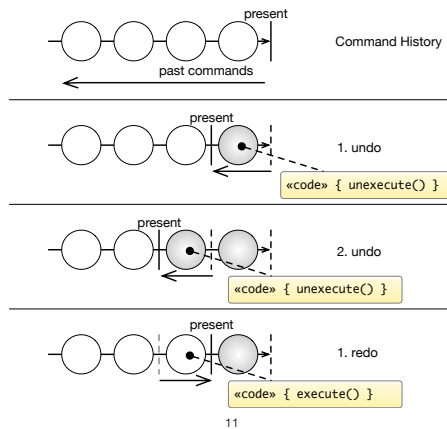 present
Command History
past commands
present
1. undo
«code» { unexecute() }
present
2. undo
«code» { unexecute() }
present
1. redo
«code» { execute() }
11